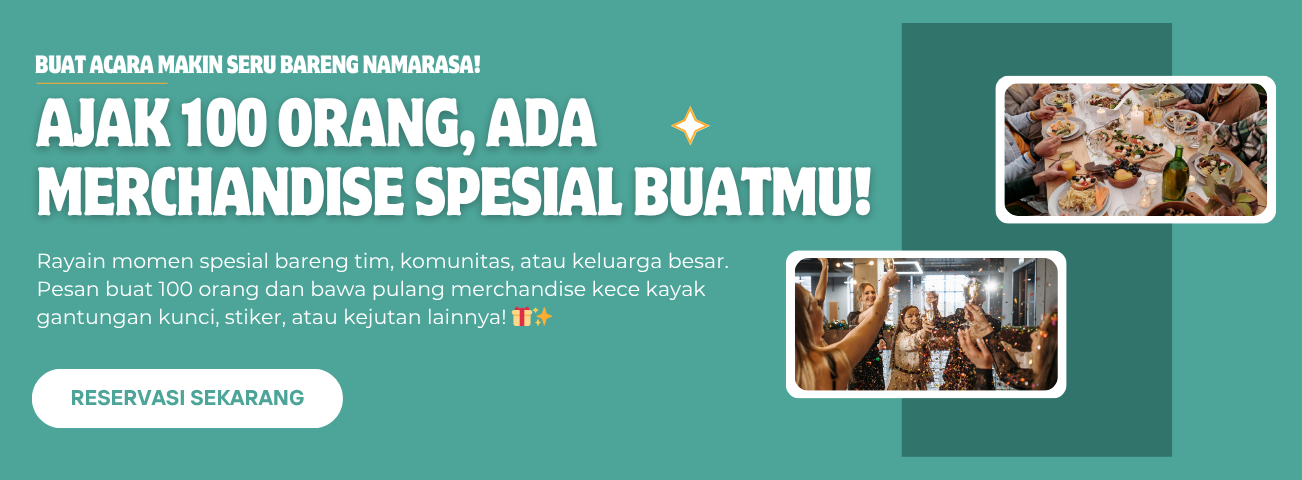 BUAT ACARA MAKIN SERU BARENG NAMARASA!
AJAK 100 ORANG, ADA
MERCHANDISE SPESIAL BUATMU!
Rayain momen spesial bareng tim, komunitas, atau keluarga besar.
Pesan buat 100 orang dan bawa pulang merchandise kece kayak
gantungan kunci, stiker, atau kejutan lainnya! 🎁✨
RESERVASI SEKARANG